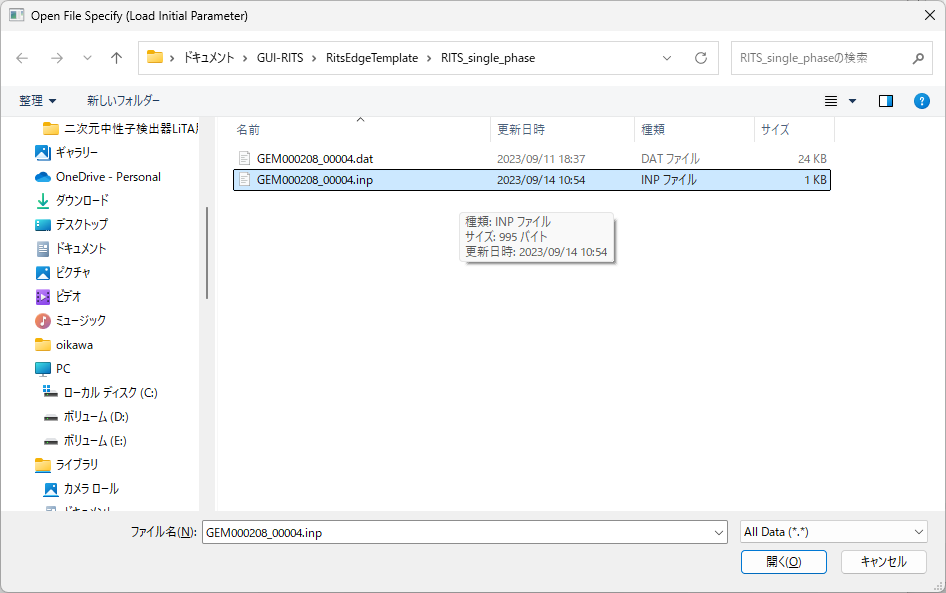 Open File Specify (Load Initial Parameter)
ドキュメント > GUI-RITS > RitsEdgeTemplate > RITS_single_phase
RITS_single_phaseの検索
整理
新しいフォルダー
二次元中性子検出器LiTA用
ギャラリー
OneDrive - Personal
ダウンロード
デスクトップ
ドキュメント
ピクチャ
ビデオ
ミュージック
oikawa
PC
ローカル ディスク (C:)
ボリューム (D:)
ボリューム (E:)
ライブラリ
カメラ ロール
ドキュメント
名前 更新日時 種類 サイズ
GEM000208_00004.dat 2023/09/11 18:37 DAT ファイル 24 KB
GEM000208_00004.inp 2023/09/14 10:54 INP ファイル 1 KB
種類: INP ファイル
サイズ: 995 バイト
更新日時: 2023/09/14 10:54
ファイル名(N): GEM000208_00004.inp
All Data (*.*)
開く(O)
キャンセル